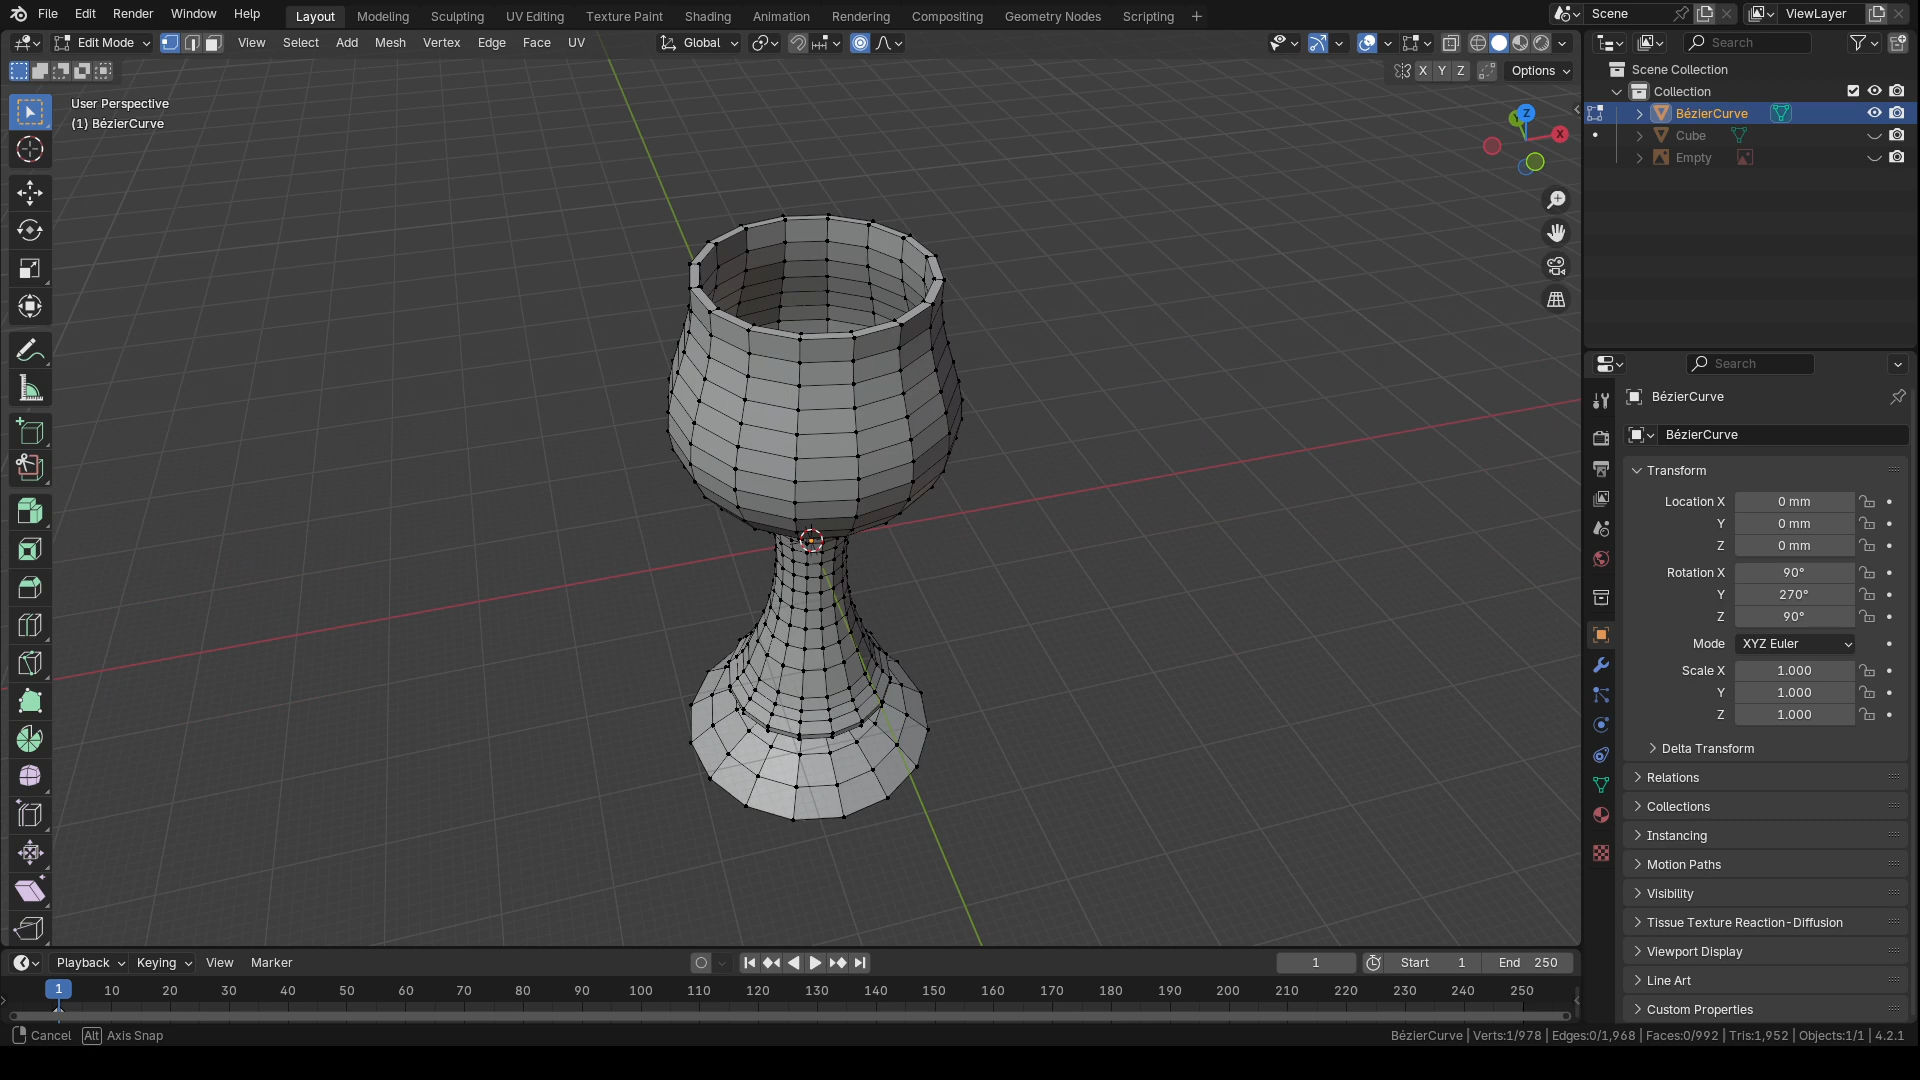 File Edit Render Window Help Layout Modeling Sculpting UV Editing Texture Paint Shading Animation Rendering Compositing Geometry Nodes Scripting + Scene ViewLayer
Edit Mode View Select Add Mesh Vertex Edge Face UV Global Search
X Y Z Options
User Perspective
(1) BézierCurve
Z
Y
X
Scene Collection
Collection
BézierCurve
Cube
Empty
Search
BézierCurve
BézierCurve
Transform
Location X 0 mm
Y 0 mm
Z 0 mm
Rotation X 90°
Y 270°
Z 90°
Mode XYZ Euler
Scale X 1.000
Y 1.000
Z 1.000
Delta Transform
Relations
Collections
Instancing
Motion Paths
Visibility
Tissue Texture Reaction-Diffusion
Viewport Display
Line Art
Custom Properties
Playback Keying View Marker 1 Start 1 End 250
1 10 20 30 40 50 60 70 80 90 100 110 120 130 140 150 160 170 180 190 200 210 220 230 240 250
Cancel Alt Axis Snap BézierCurve | Verts:1/978 | Edges:0/1,968 | Faces:0/992 | Tris:1,952 | Objects:1/1 | 4.2.1